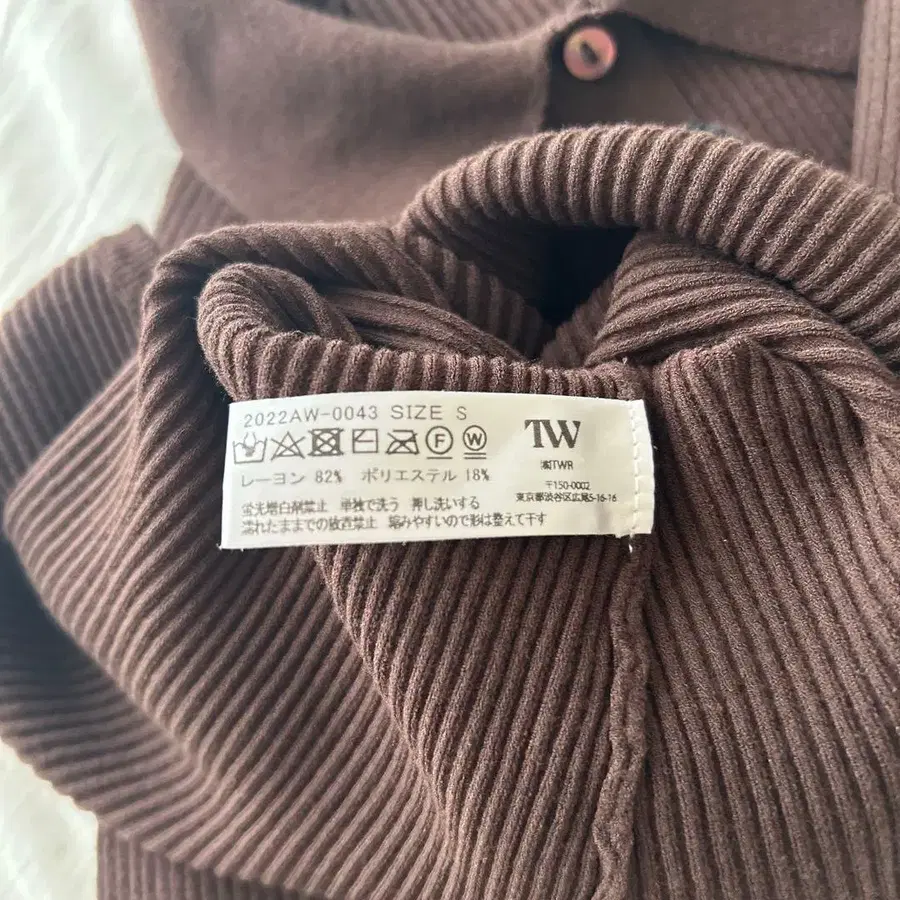 2022AW-0043 SIZE S
F W
レーヨン 82% ポリエステル 18%
蛍光増白剤禁止 単独で洗う 押し洗いする
濡れたままでの放置禁止 縮みやすいので形は整えて干す
TW
㈱TWR
〒150-0002
東京都渋谷区広尾5-16-16